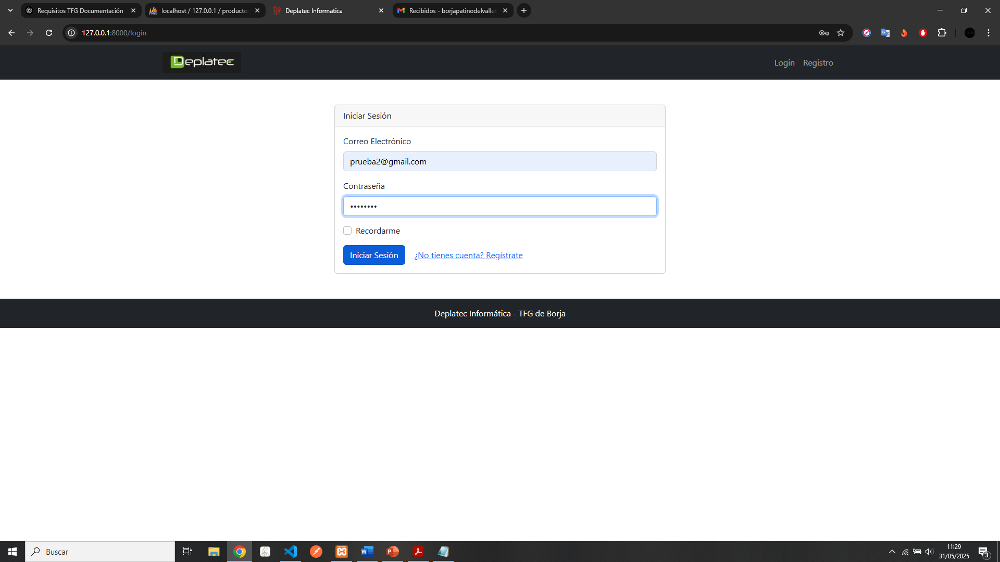 Requisitos TFG Documentación
localhost / 127.0.0.1 / producto
Deplatec Informatica
Recibidos - borjapatinodelvalle
127.0.0.1:8000/login
Deplatec
Login
Registro
Iniciar Sesión
Correo Electrónico
prueba2@gmail.com
Contraseña
••••••••
Recordarme
Iniciar Sesión
¿No tienes cuenta? Regístrate
Deplatec Informática - TFG de Borja
Buscar
11:29
31/05/2025
3